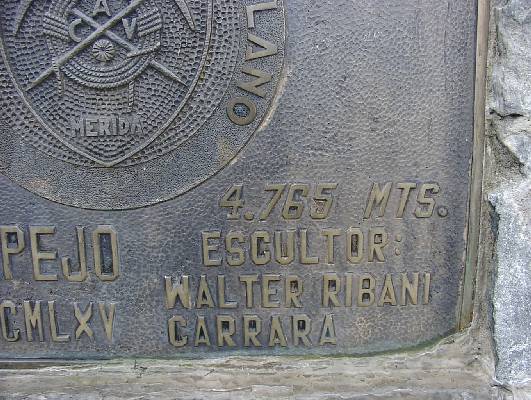 A
C V
MERIDA
LANO
4.765 MTS.
PEJO
ESCULTOR:
CMLXV
WALTER RIBANI
CARRARA